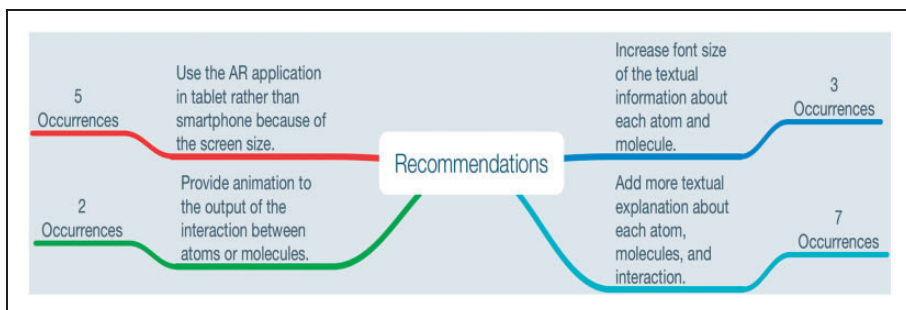 5
Occurrences
Use the AR application
in tablet rather than
smartphone because of
the screen size.
2
Occurrences
Provide animation to
the output of the
interaction between
atoms or molecules.
Recommendations
Increase font size
of the textual
information about
each atom and
molecule.
3
Occurrences
Add more textual
explanation about
each atom,
molecules, and
interaction.
7
Occurrences